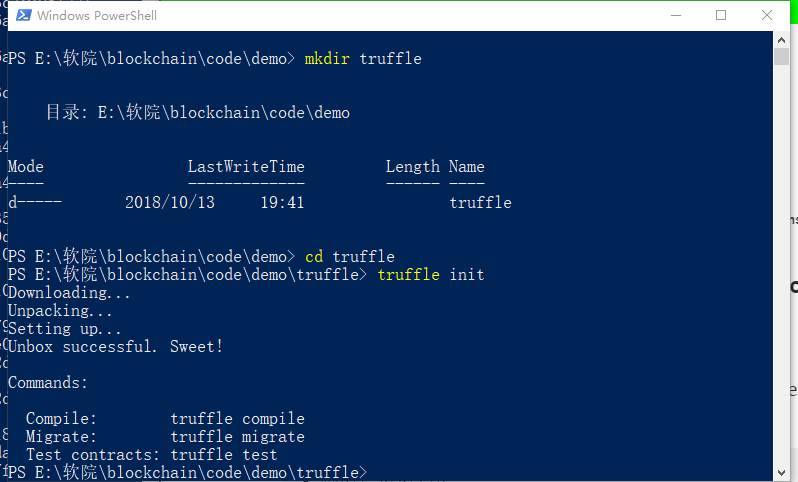 Windows PowerShell
PS E:\软院\blockchain\code\demo> mkdir truffle
目录: E:\软院\blockchain\code\demo
Mode                LastWriteTime         Length Name
----                -------------         ------ ----
d-----       2018/10/13     19:41                truffle
PS E:\软院\blockchain\code\demo> cd truffle
PS E:\软院\blockchain\code\demo\truffle> truffle init
Downloading...
Unpacking...
Setting up...
Unbox successful. Sweet!
Commands:
  Compile:        truffle compile
  Migrate:        truffle migrate
  Test contracts: truffle test
PS E:\软院\blockchain\code\demo\truffle>